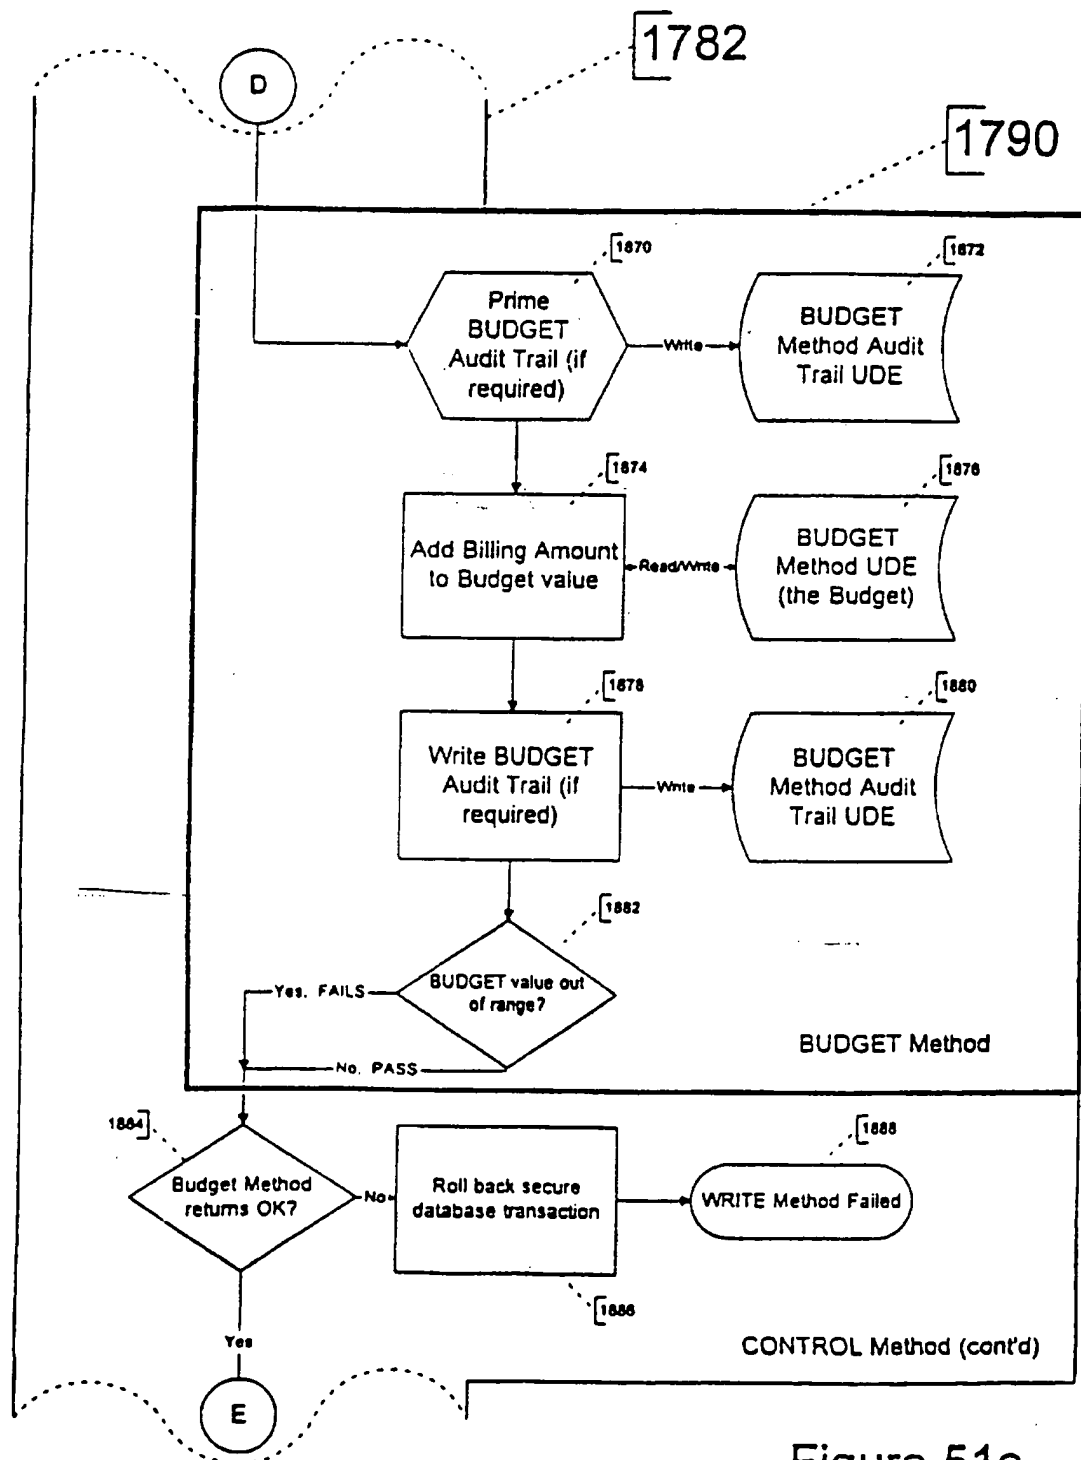 1782
D
1790
1870
1872
Prime
BUDGET
Audit Trail (if
required)
Write
BUDGET
Method Audit
Trail UDE
1874
1876
Add Billing Amount
to Budget value
Read/Write
BUDGET
Method UDE
(the Budget)
1878
1880
Write BUDGET
Audit Trail (if
required)
Write
BUDGET
Method Audit
Trail UDE
1882
BUDGET value out
of range?
Yes, FAILS
No, PASS
BUDGET Method
1884
Budget Method
returns OK?
No
Roll back secure
database transaction
1888
WRITE Method Failed
1886
Yes
CONTROL Method (cont'd)
E
Figure 51e